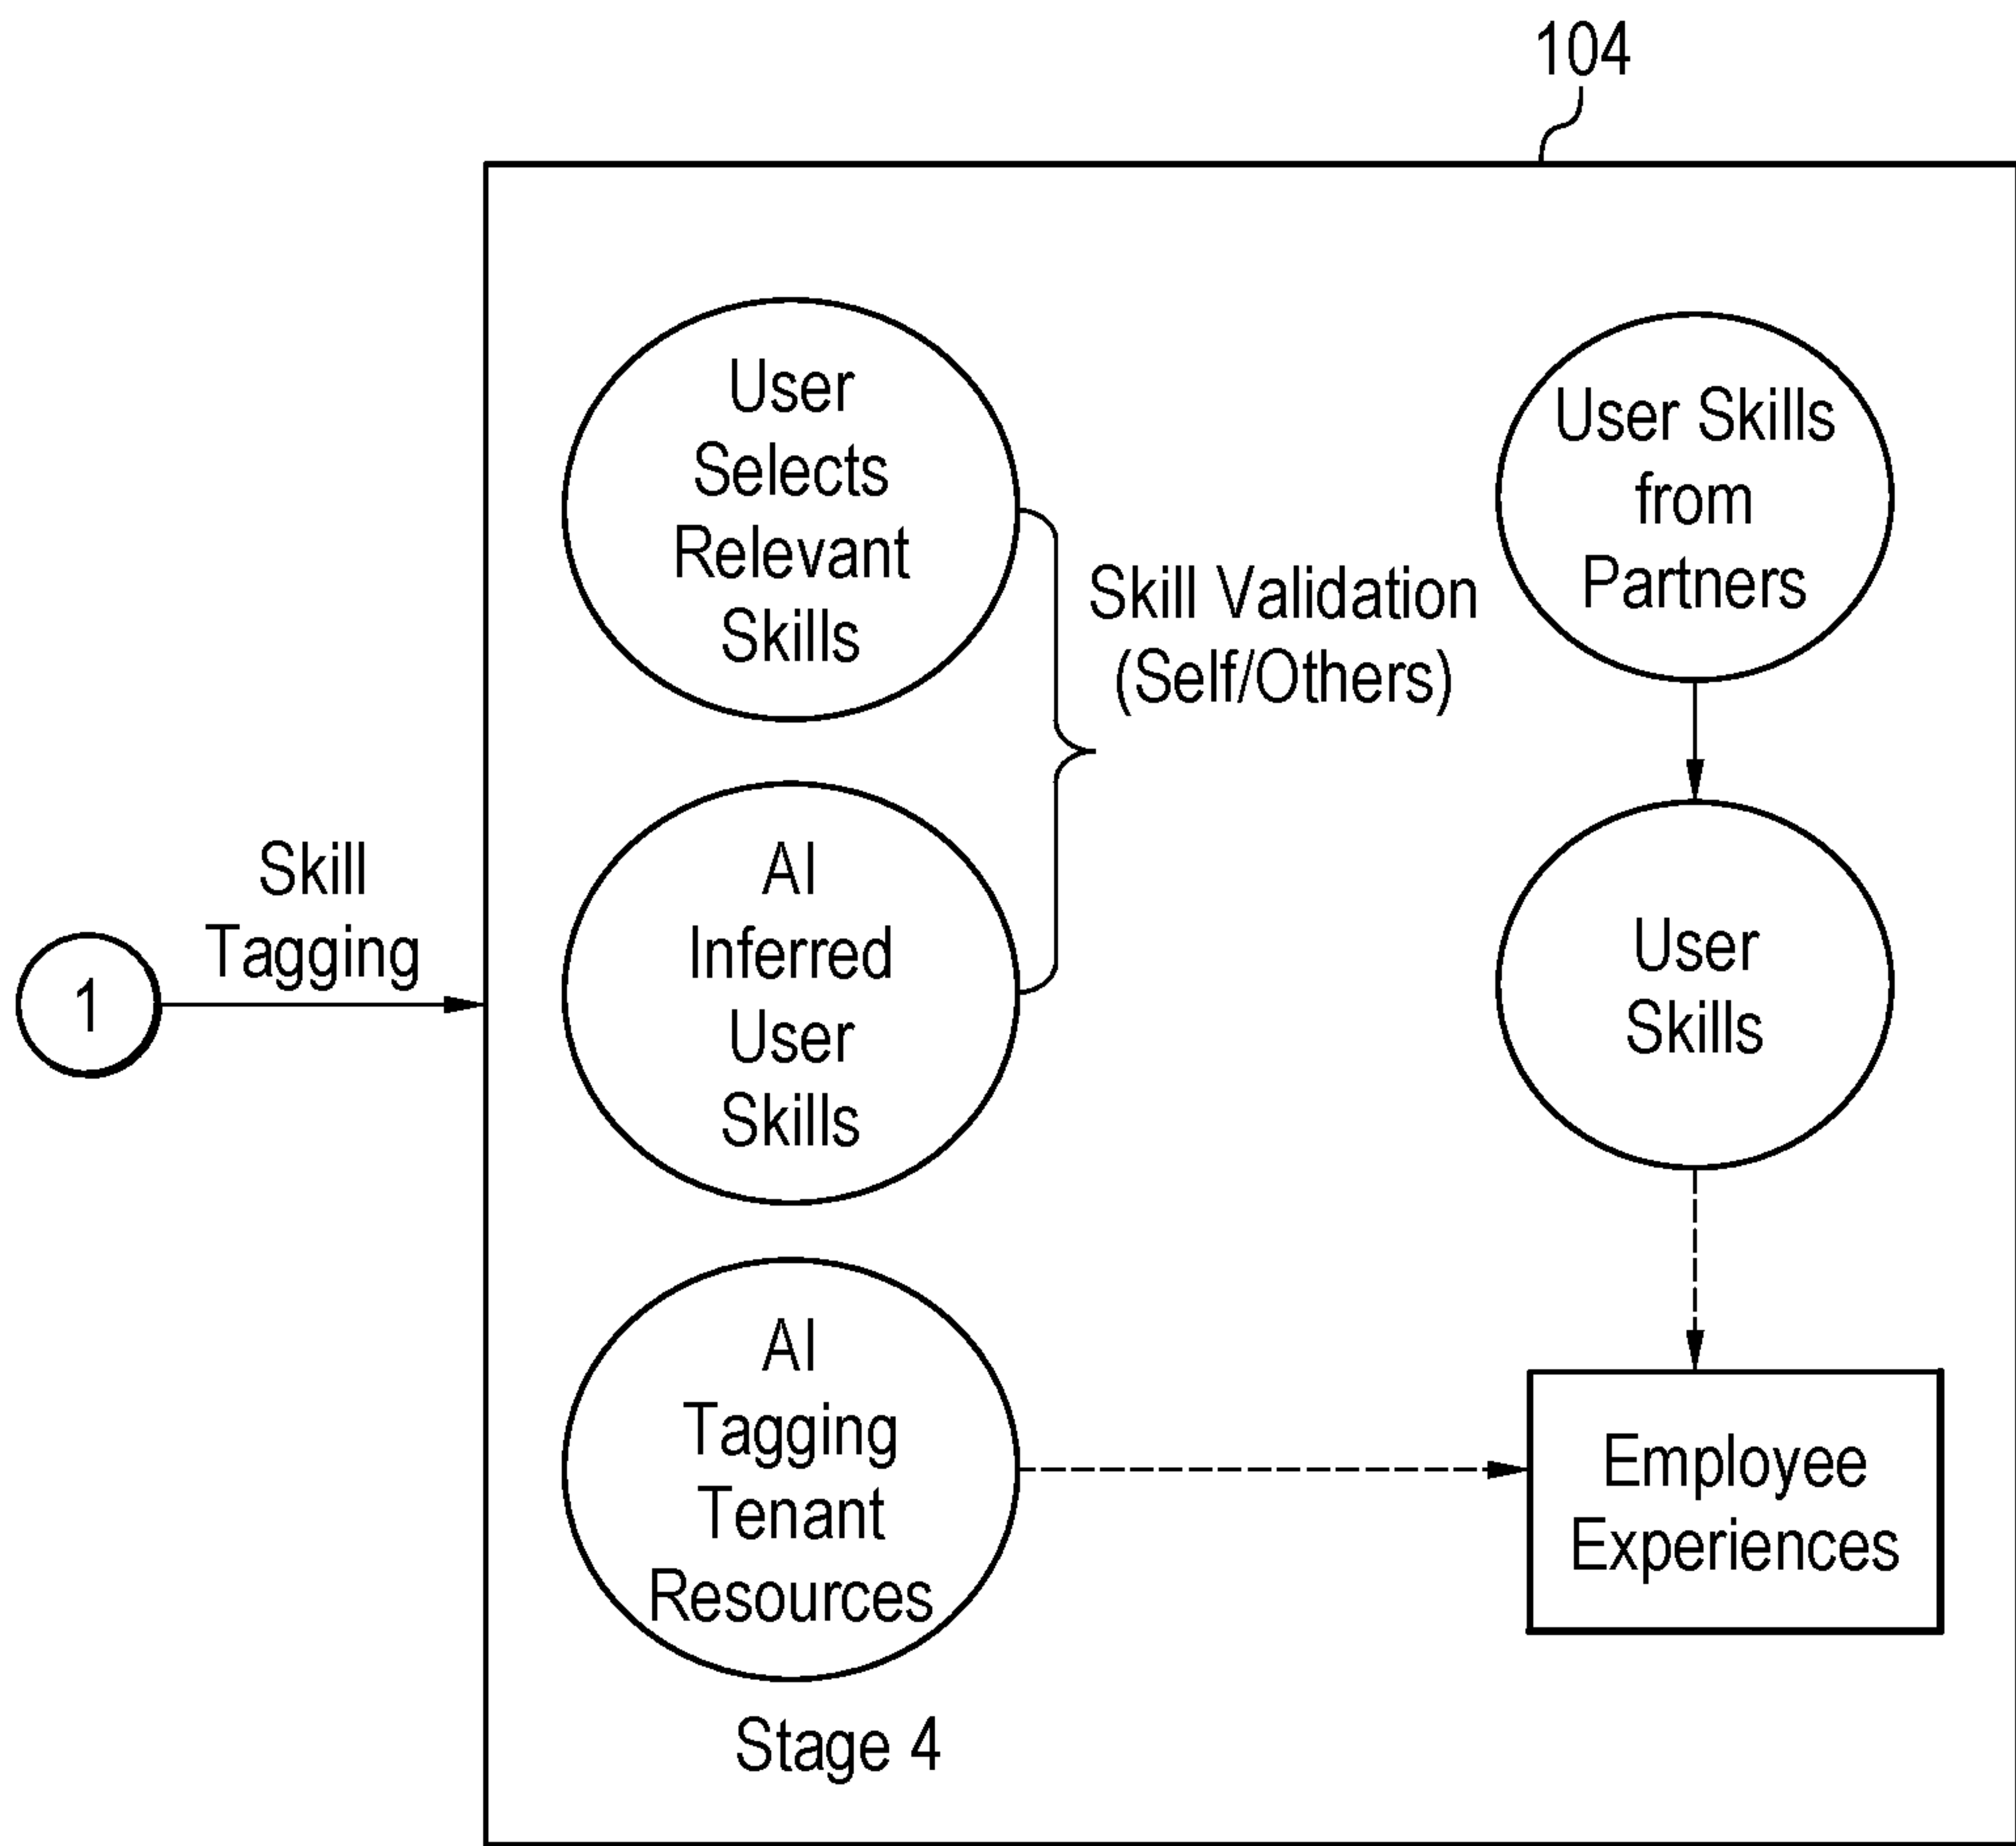 104
User
Selects
Relevant
Skills
User Skills
from
Partners
Skill Validation
(Self/Others)
Skill
Tagging
1
AI
Inferred
User
Skills
User
Skills
AI
Tagging
Tenant
Resources
Employee
Experiences
Stage 4